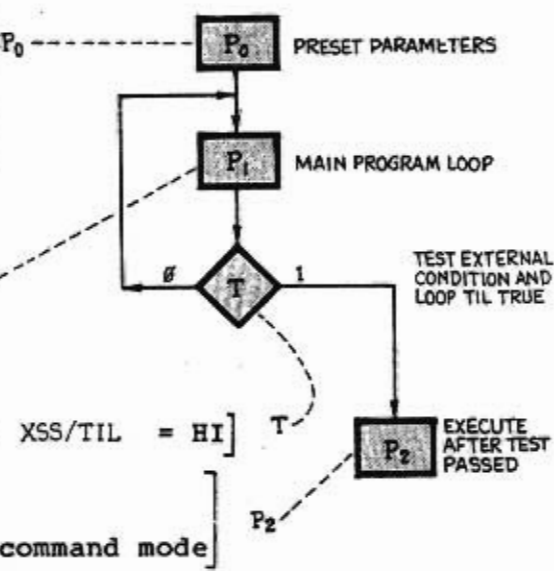 P₀ P₀ PRESET PARAMETERS
P₁ MAIN PROGRAM LOOP
Ø T 1
TEST EXTERNAL
CONDITION AND
LOOP TIL TRUE
XSS/TIL = HI] T
P₂ EXECUTE
AFTER TEST
PASSED
P₂
command mode]